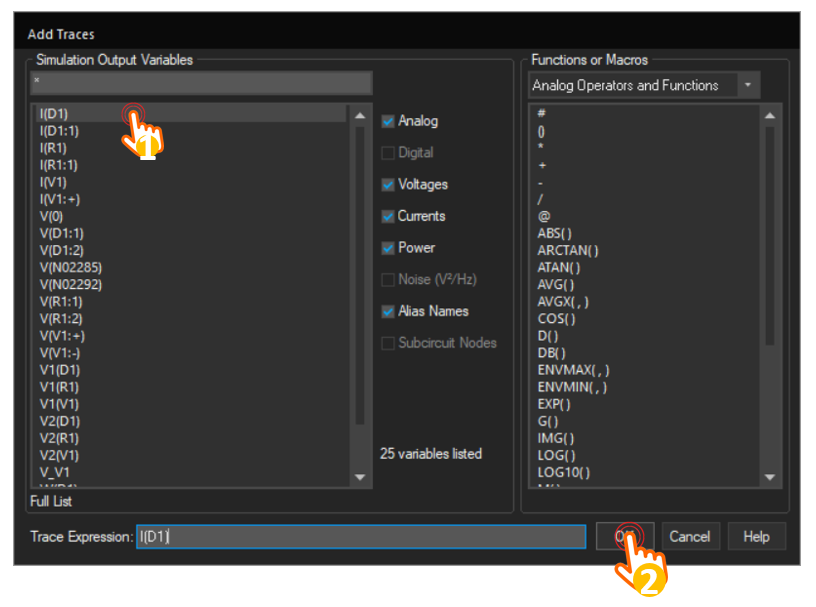 Add Traces
Simulation Output Variables
*
I(D1)
I(D1:1)
I(R1)
I(R1:1)
I(V1)
I(V1:+)
V(0)
V(D1:1)
V(D1:2)
V(N02285)
V(N02292)
V(R1:1)
V(R1:2)
V(V1:+)
V(V1:-)
V1(D1)
V1(R1)
V1(V1)
V2(D1)
V2(R1)
V2(V1)
V_V1
Full List
1
Analog
Digital
Voltages
Currents
Power
Noise (V²/Hz)
Alias Names
Subcircuit Nodes
25 variables listed
Functions or Macros
Analog Operators and Functions
#
()
*
+
-
/
@
ABS( )
ARCTAN( )
ATAN( )
AVG( )
AVGX( , )
COS( )
D( )
DB( )
ENVMAX( , )
ENVMIN( , )
EXP( )
G( )
IMG( )
LOG( )
LOG10( )
Trace Expression: I(D1)
Cancel
Help
2